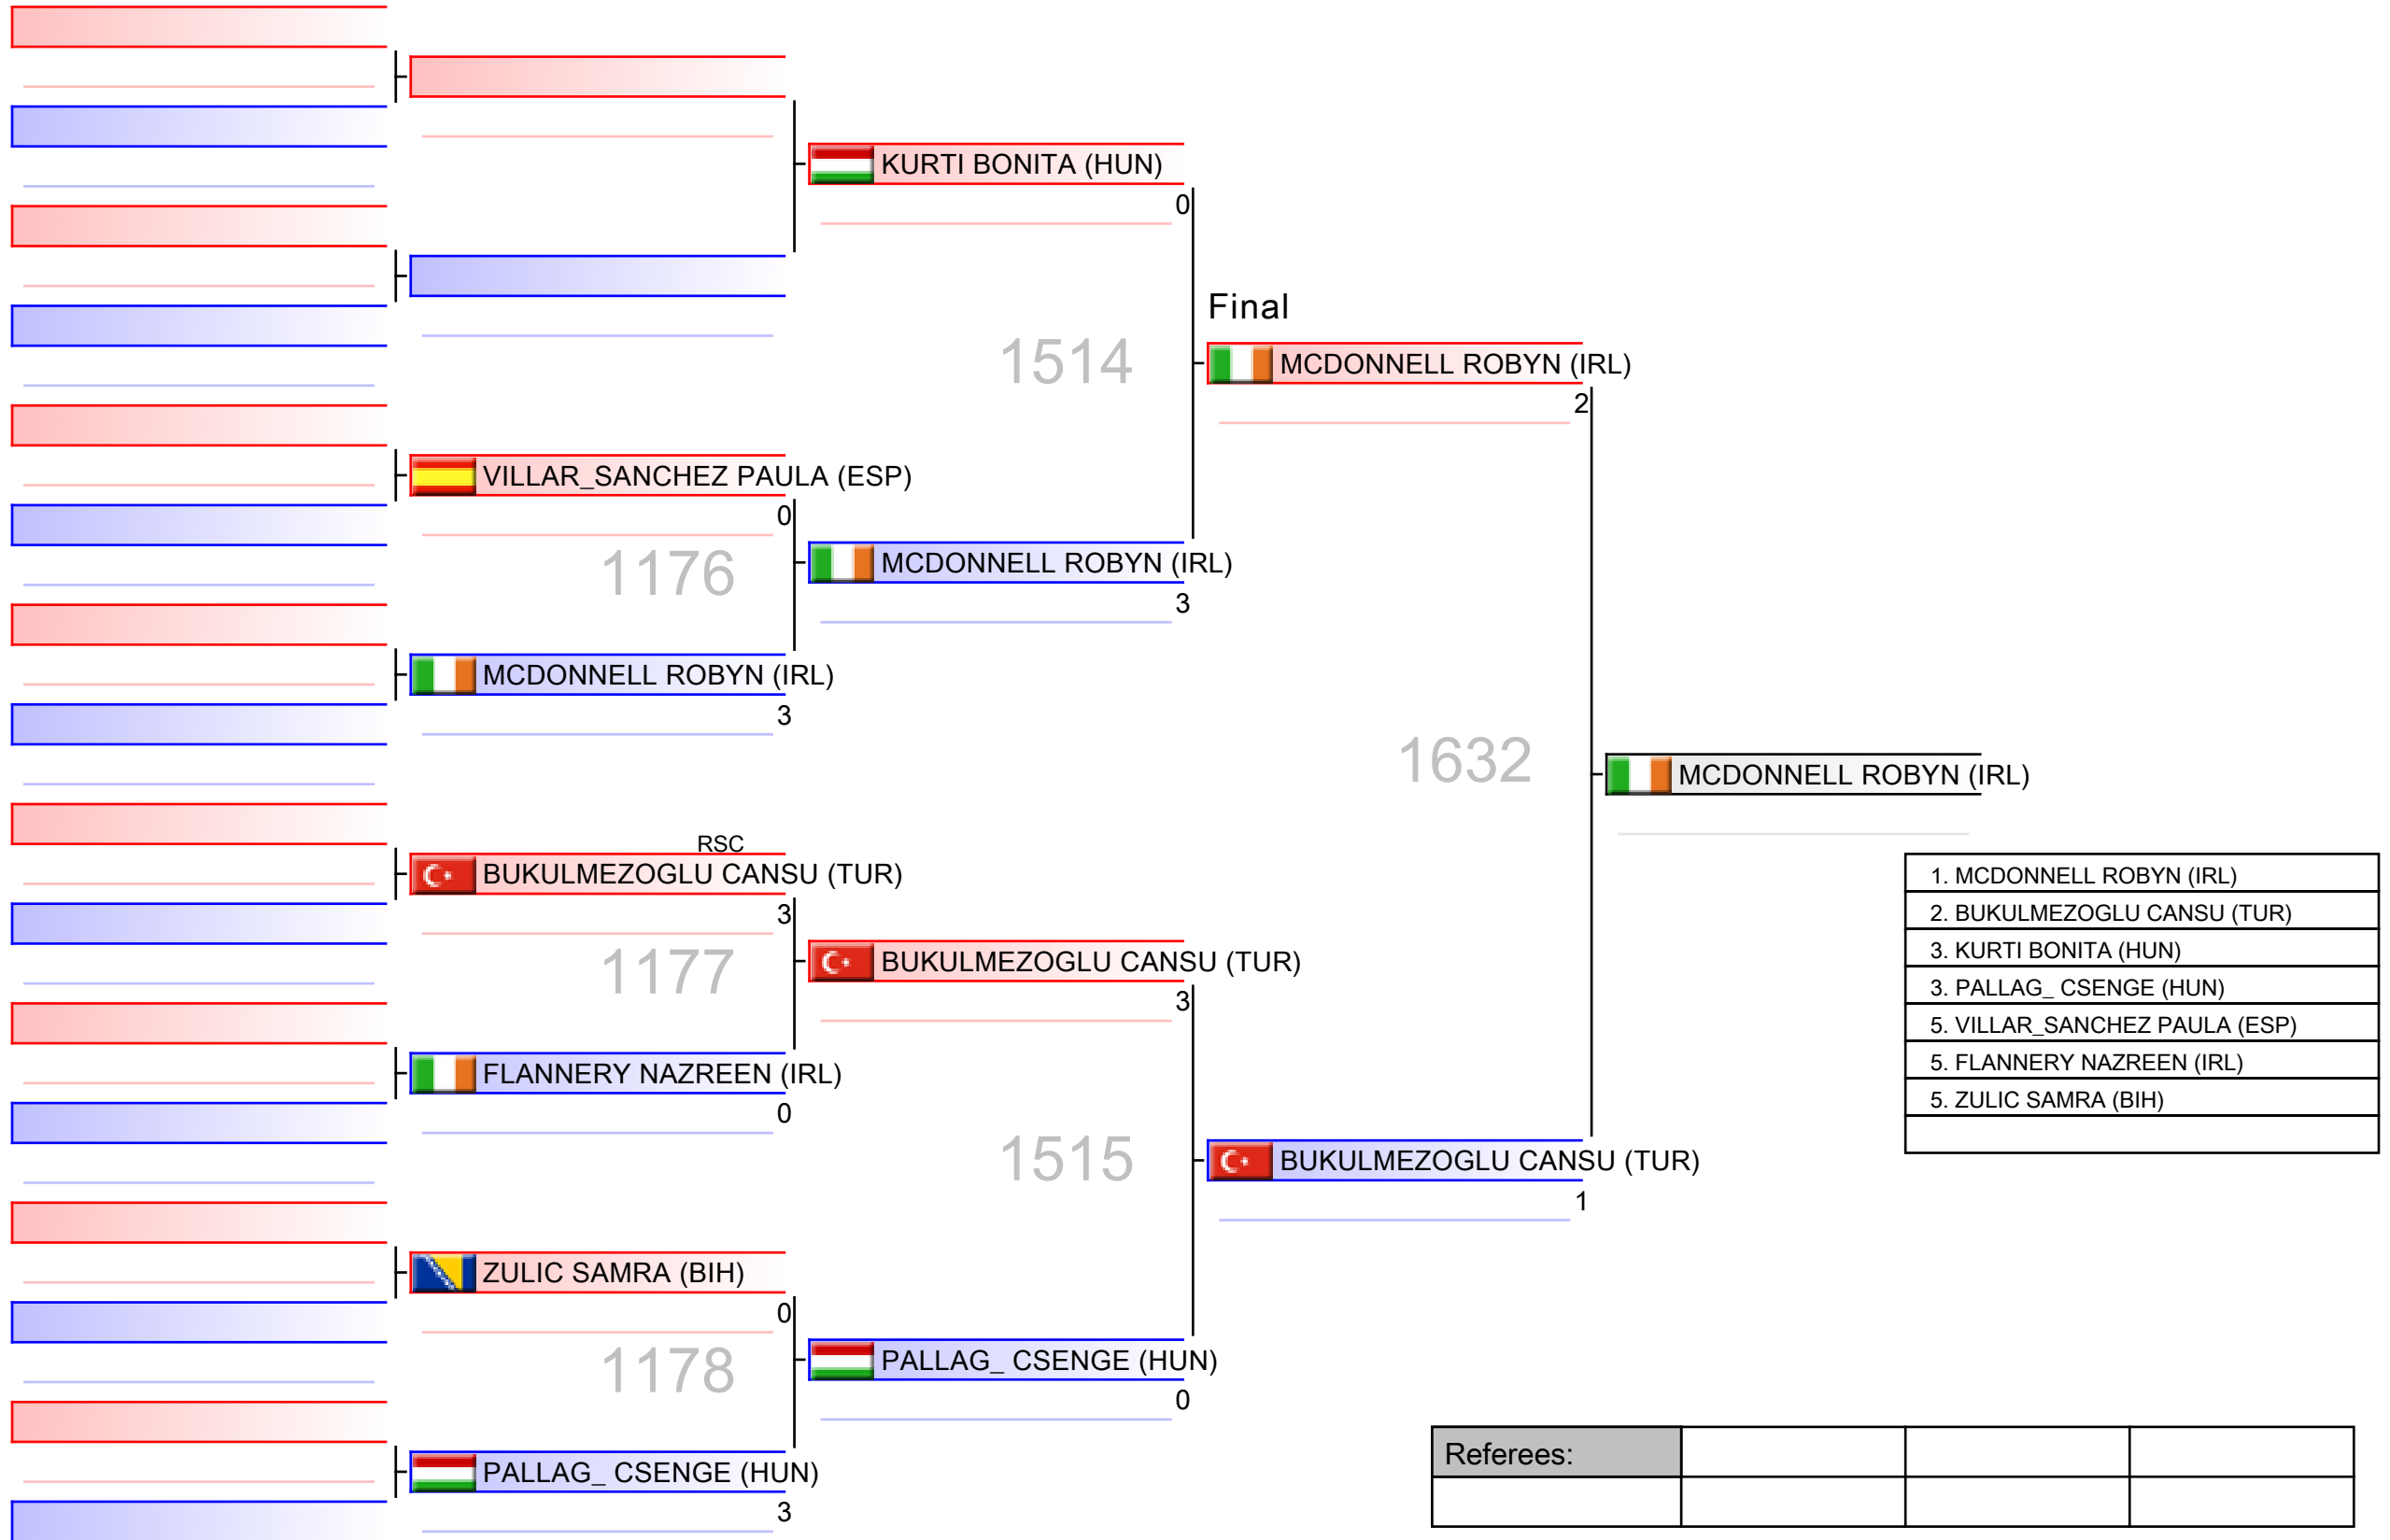 KURTI BONITA (HUN)
0
Final
1514
MCDONNELL ROBYN (IRL)
2
VILLAR_SANCHEZ PAULA (ESP)
0
1176
MCDONNELL ROBYN (IRL)
3
MCDONNELL ROBYN (IRL)
3
1632
MCDONNELL ROBYN (IRL)
RSC
BUKULMEZOGLU CANSU (TUR)
3
1177
BUKULMEZOGLU CANSU (TUR)
3
FLANNERY NAZREEN (IRL)
0
1515
BUKULMEZOGLU CANSU (TUR)
1
ZULIC SAMRA (BIH)
0
1178
PALLAG_ CSENGE (HUN)
0
PALLAG_ CSENGE (HUN)
3
1. MCDONNELL ROBYN (IRL)
2. BUKULMEZOGLU CANSU (TUR)
3. KURTI BONITA (HUN)
3. PALLAG_ CSENGE (HUN)
5. VILLAR_SANCHEZ PAULA (ESP)
5. FLANNERY NAZREEN (IRL)
5. ZULIC SAMRA (BIH)
Referees: